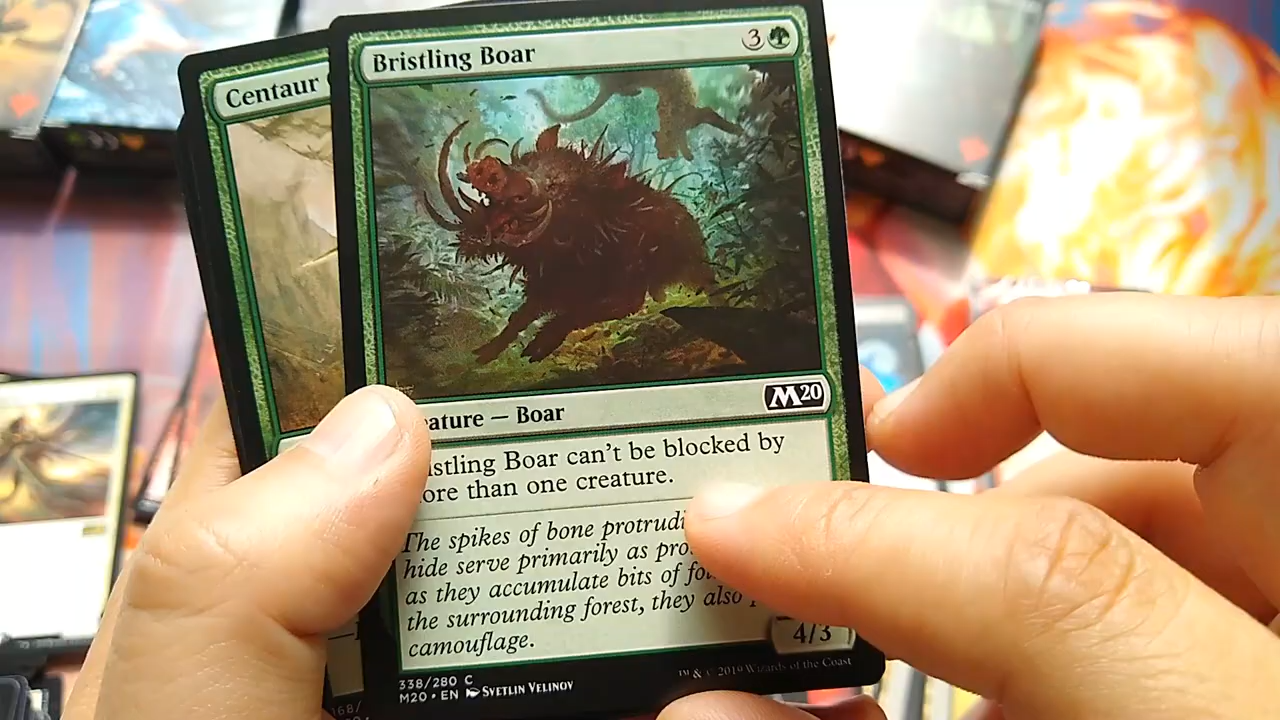 Bristling Boar
3
Centaur
eature — Boar
M20
istling Boar can't be blocked by
ore than one creature.
The spikes of bone protrudi
hide serve primarily as pro
as they accumulate bits of fo
the surrounding forest, they also
camouflage.
4/3
338/280 C
M20 • EN SVETLIN VELINOV
™ & © 2019 Wizards of the Coast